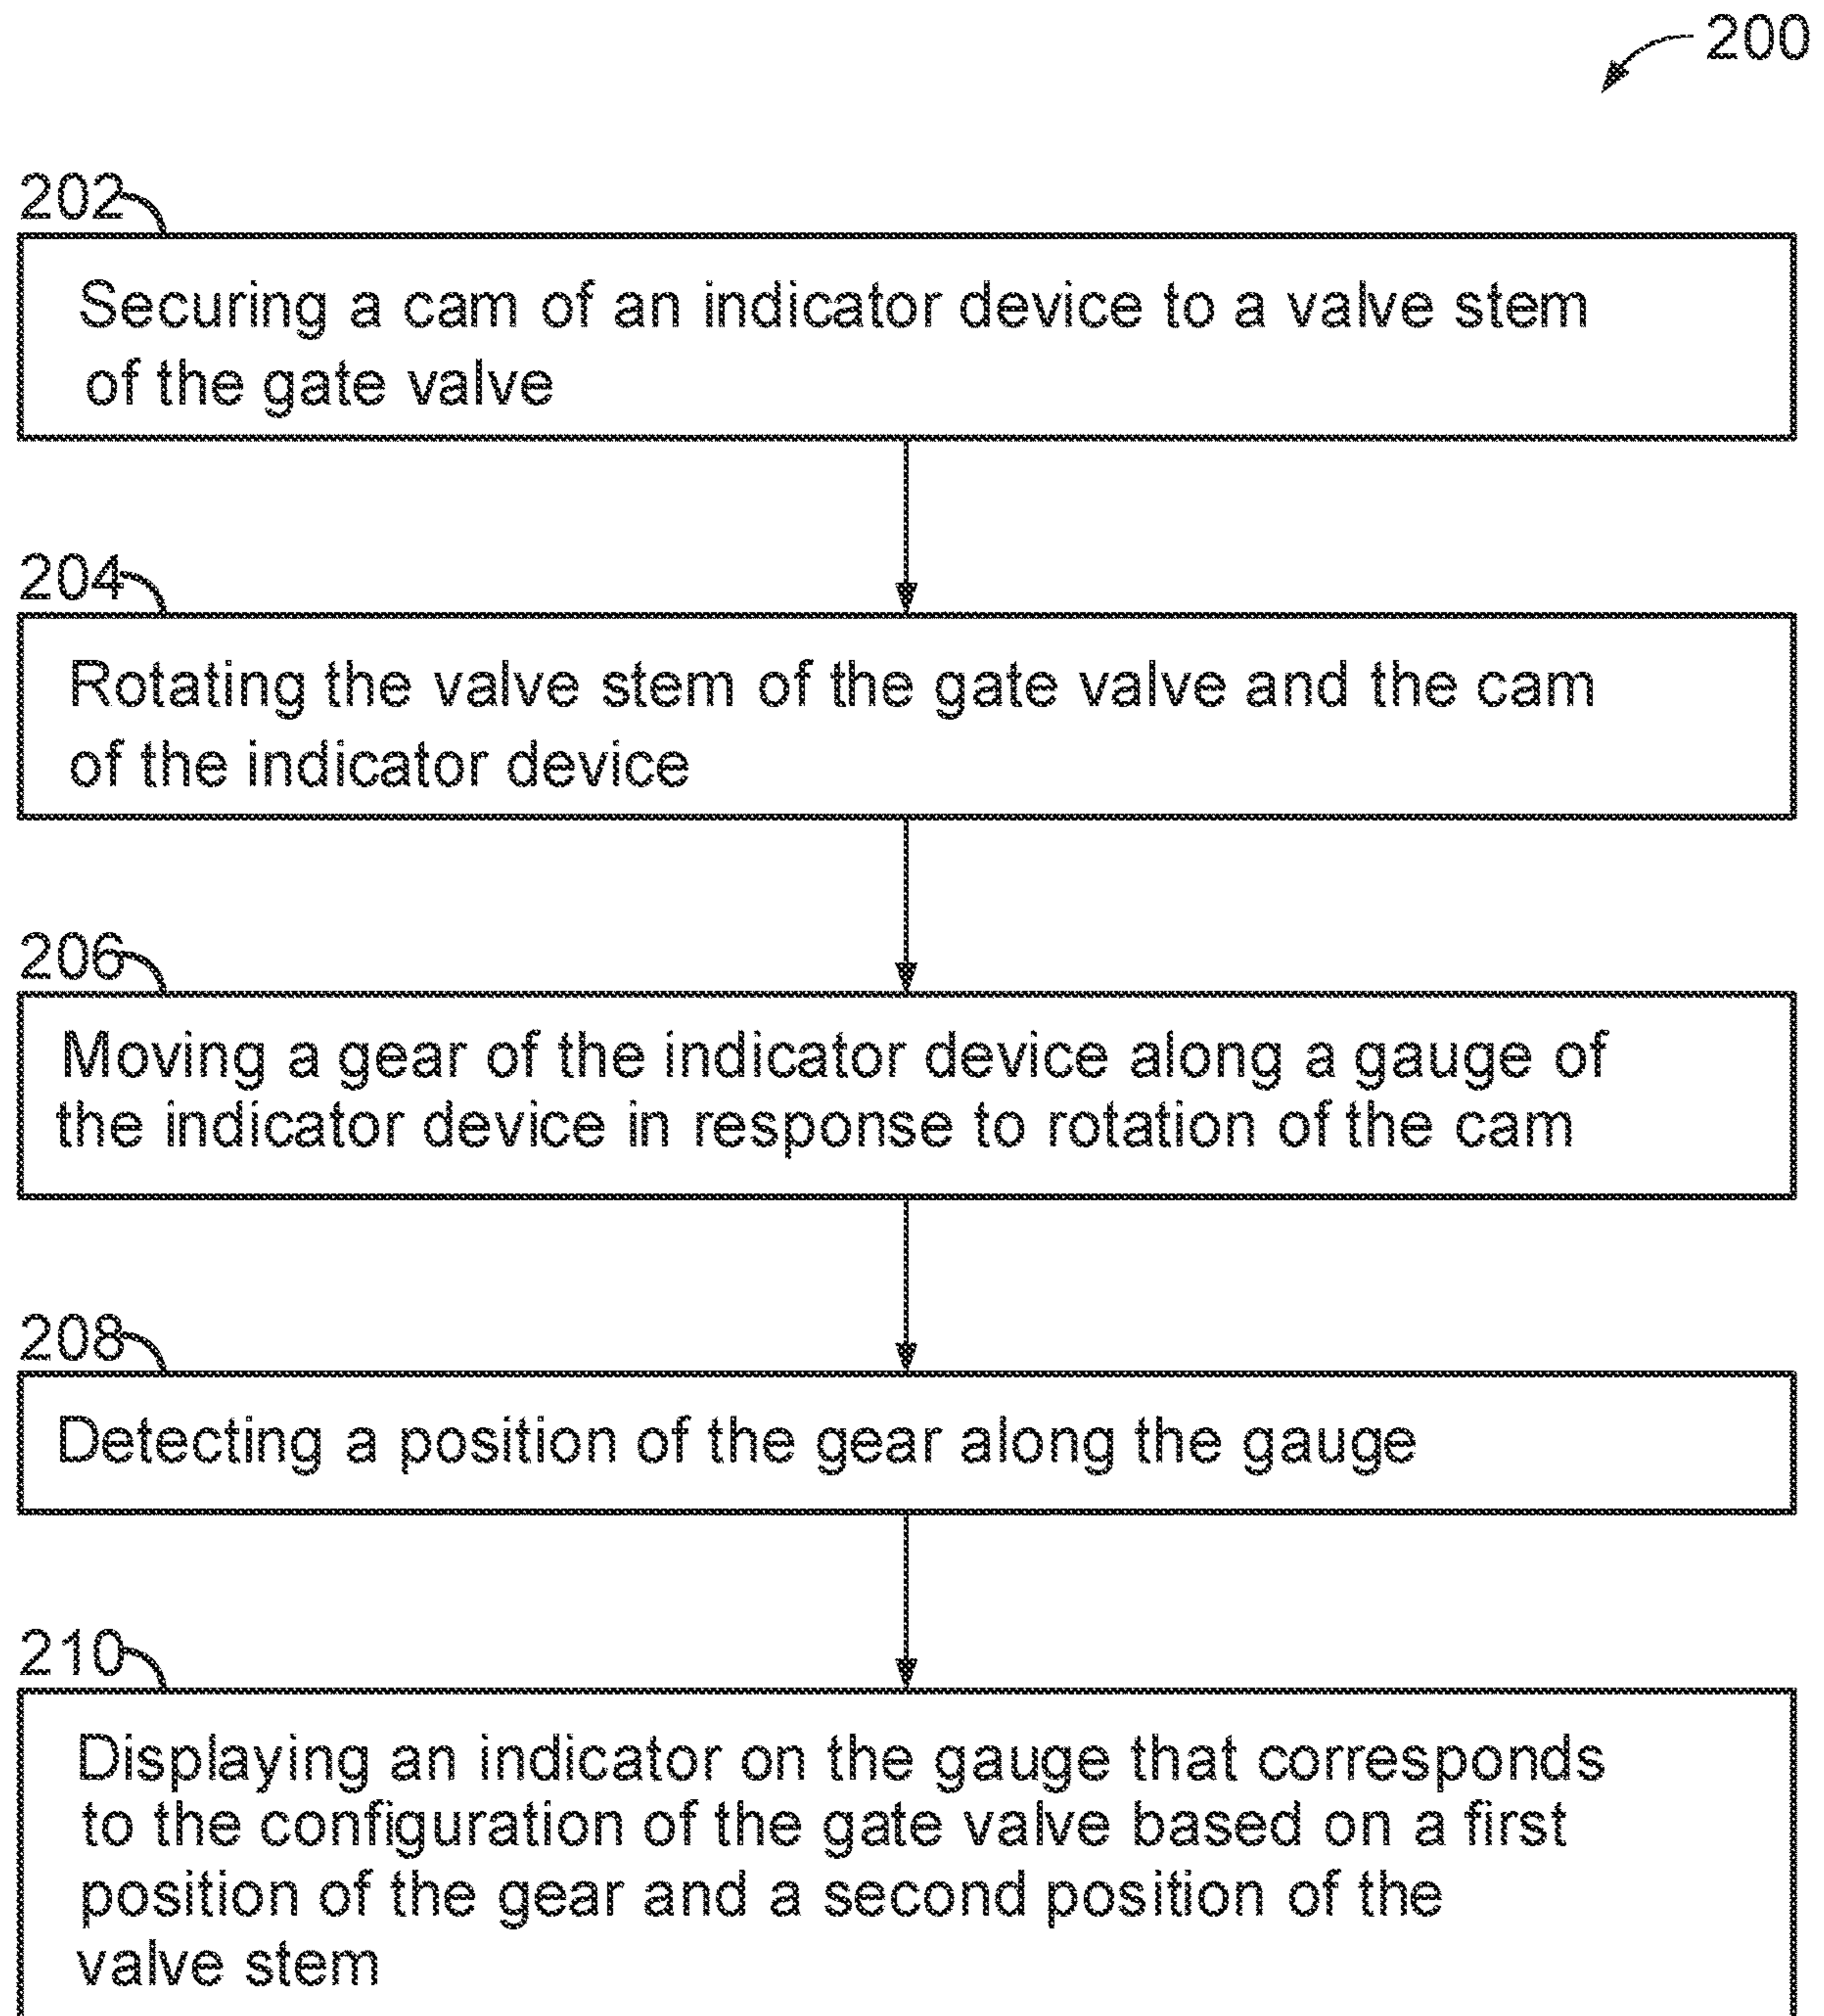 200
202
Securing a cam of an indicator device to a valve stem
of the gate valve
204
Rotating the valve stem of the gate valve and the cam
of the indicator device
206
Moving a gear of the indicator device along a gauge of
the indicator device in response to rotation of the cam
208
Detecting a position of the gear along the gauge
210
Displaying an indicator on the gauge that corresponds
to the configuration of the gate valve based on a first
position of the gear and a second position of the
valve stem